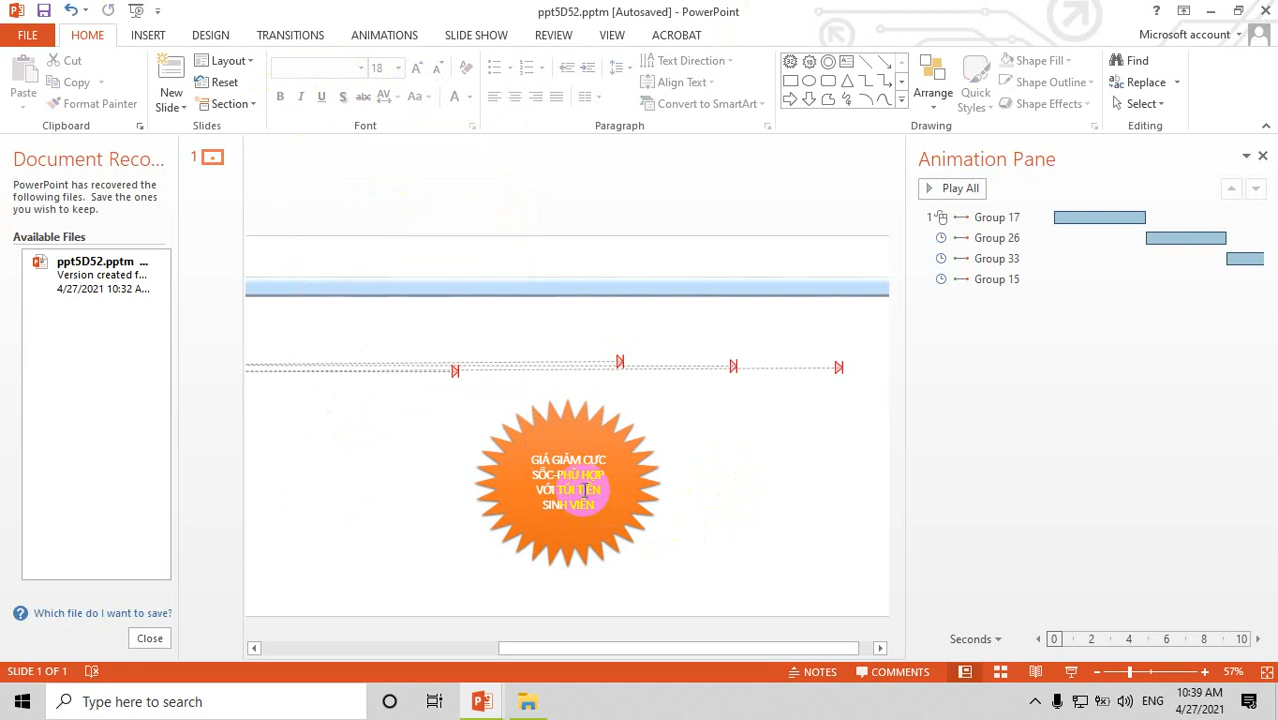 ppt5D52.pptm [Autosaved] - PowerPoint
FILE HOME INSERT DESIGN TRANSITIONS ANIMATIONS SLIDE SHOW REVIEW VIEW ACROBAT Microsoft account
Paste
Cut
Copy
Format Painter
Clipboard
New
Slide
Layout
Reset
Section
Slides
18
B I U S abc AV Aa A
Font
Text Direction
Align Text
Convert to SmartArt
Paragraph
Arrange
Quick
Styles
Shape Fill
Shape Outline
Shape Effects
Drawing
Find
Replace
Select
Editing
Document Reco...
PowerPoint has recovered the
following files. Save the ones
you wish to keep.
Available Files
ppt5D52.pptm ...
Version created f...
4/27/2021 10:32 A...
Which file do I want to save?
Close
1
GIÁ GIẢM CỰC
SỐC-PHÙ HỢP
VỚI TÚI TIỀN
SINH VIÊN
Animation Pane
Play All
1 Group 17
Group 26
Group 33
Group 15
Seconds 0 2 4 6 8 10
SLIDE 1 OF 1 NOTES COMMENTS 57%
Type here to search
ENG
10:39 AM
4/27/2021